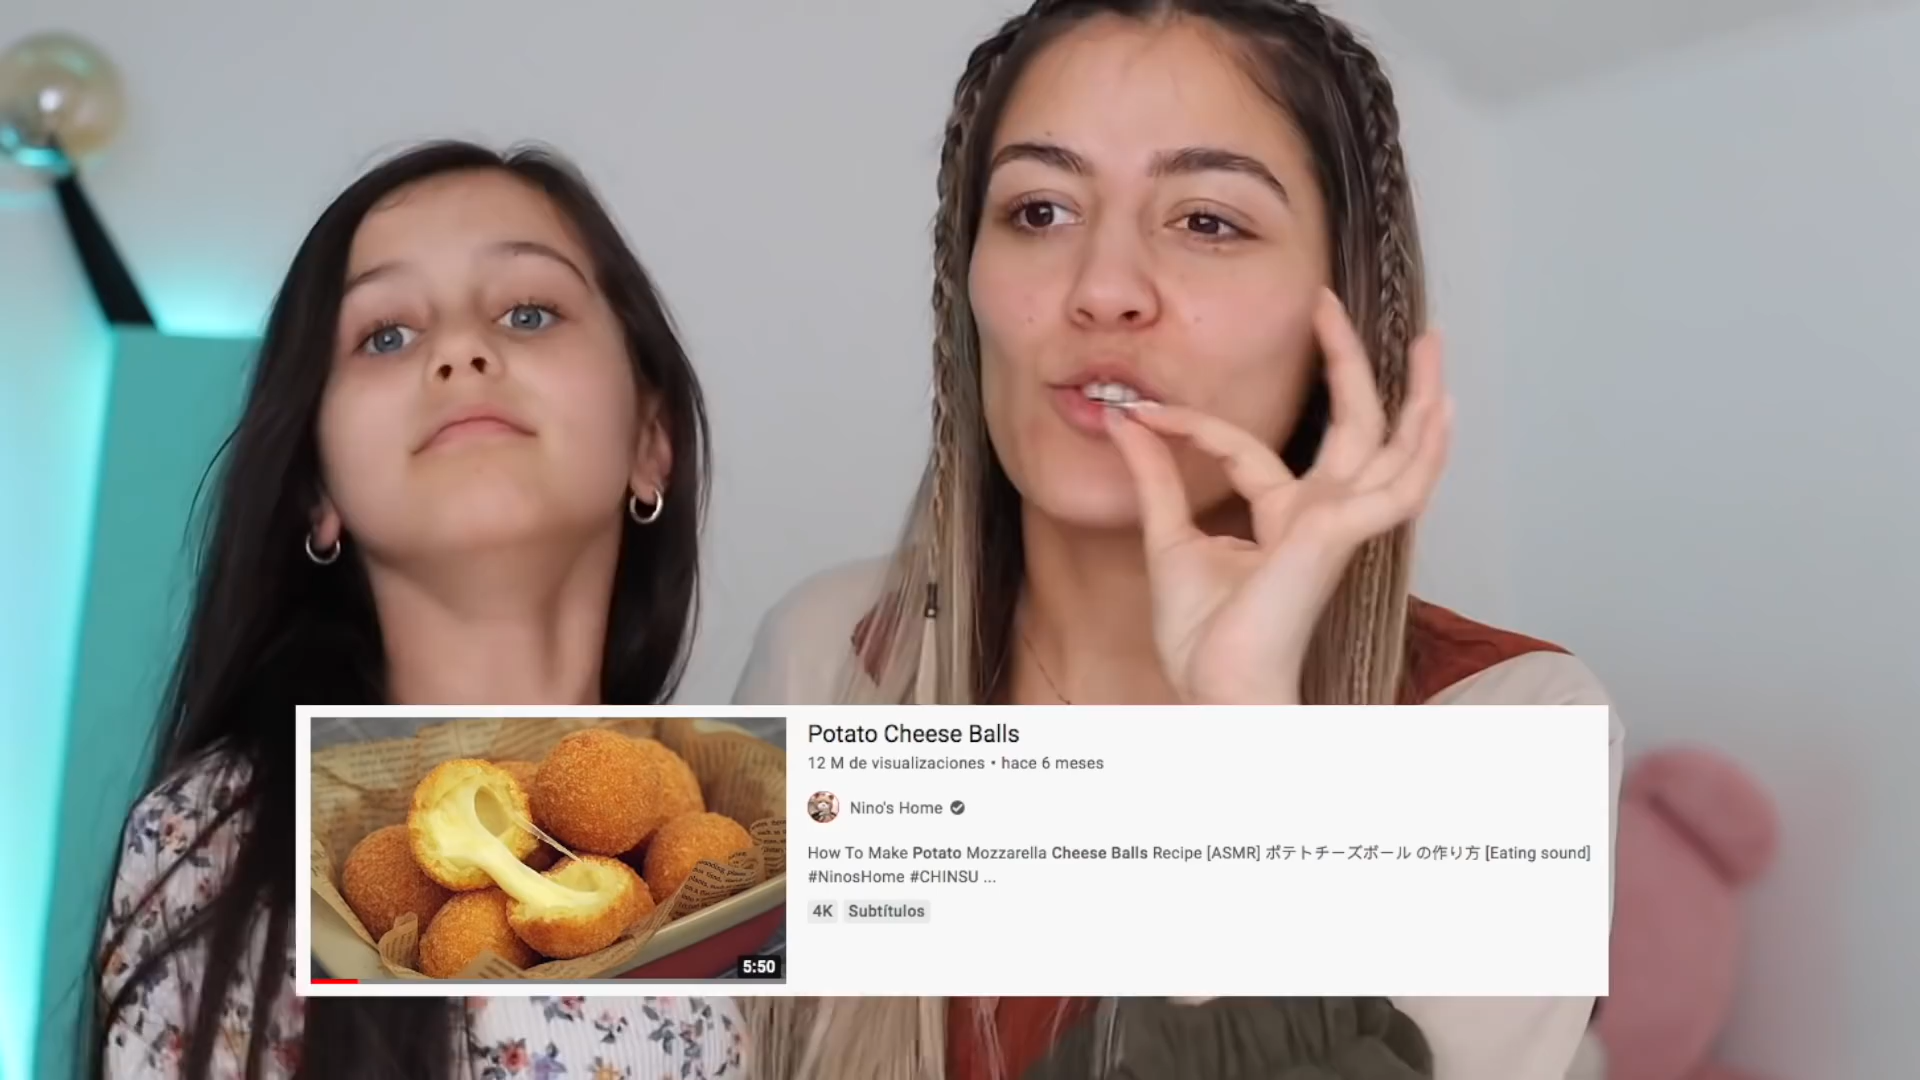 Potato Cheese Balls
12 M de visualizaciones • hace 6 meses
Nino's Home
How To Make Potato Mozzarella Cheese Balls Recipe [ASMR] ポテトチーズボール の作り方 [Eating sound]
#NinosHome #CHINSU ...
4K Subtítulos
5:50